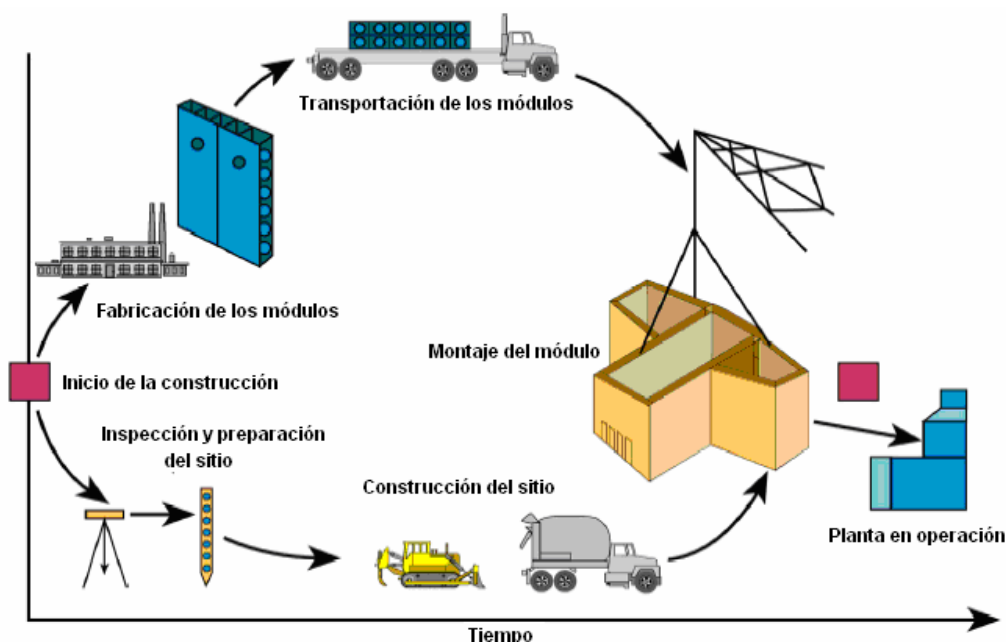 Transportación de los módulos
Fabricación de los módulos
Montaje del módulo
Inicio de la construcción
Inspección y preparación
del sitio
Construcción del sitio
Planta en operación
Tiempo